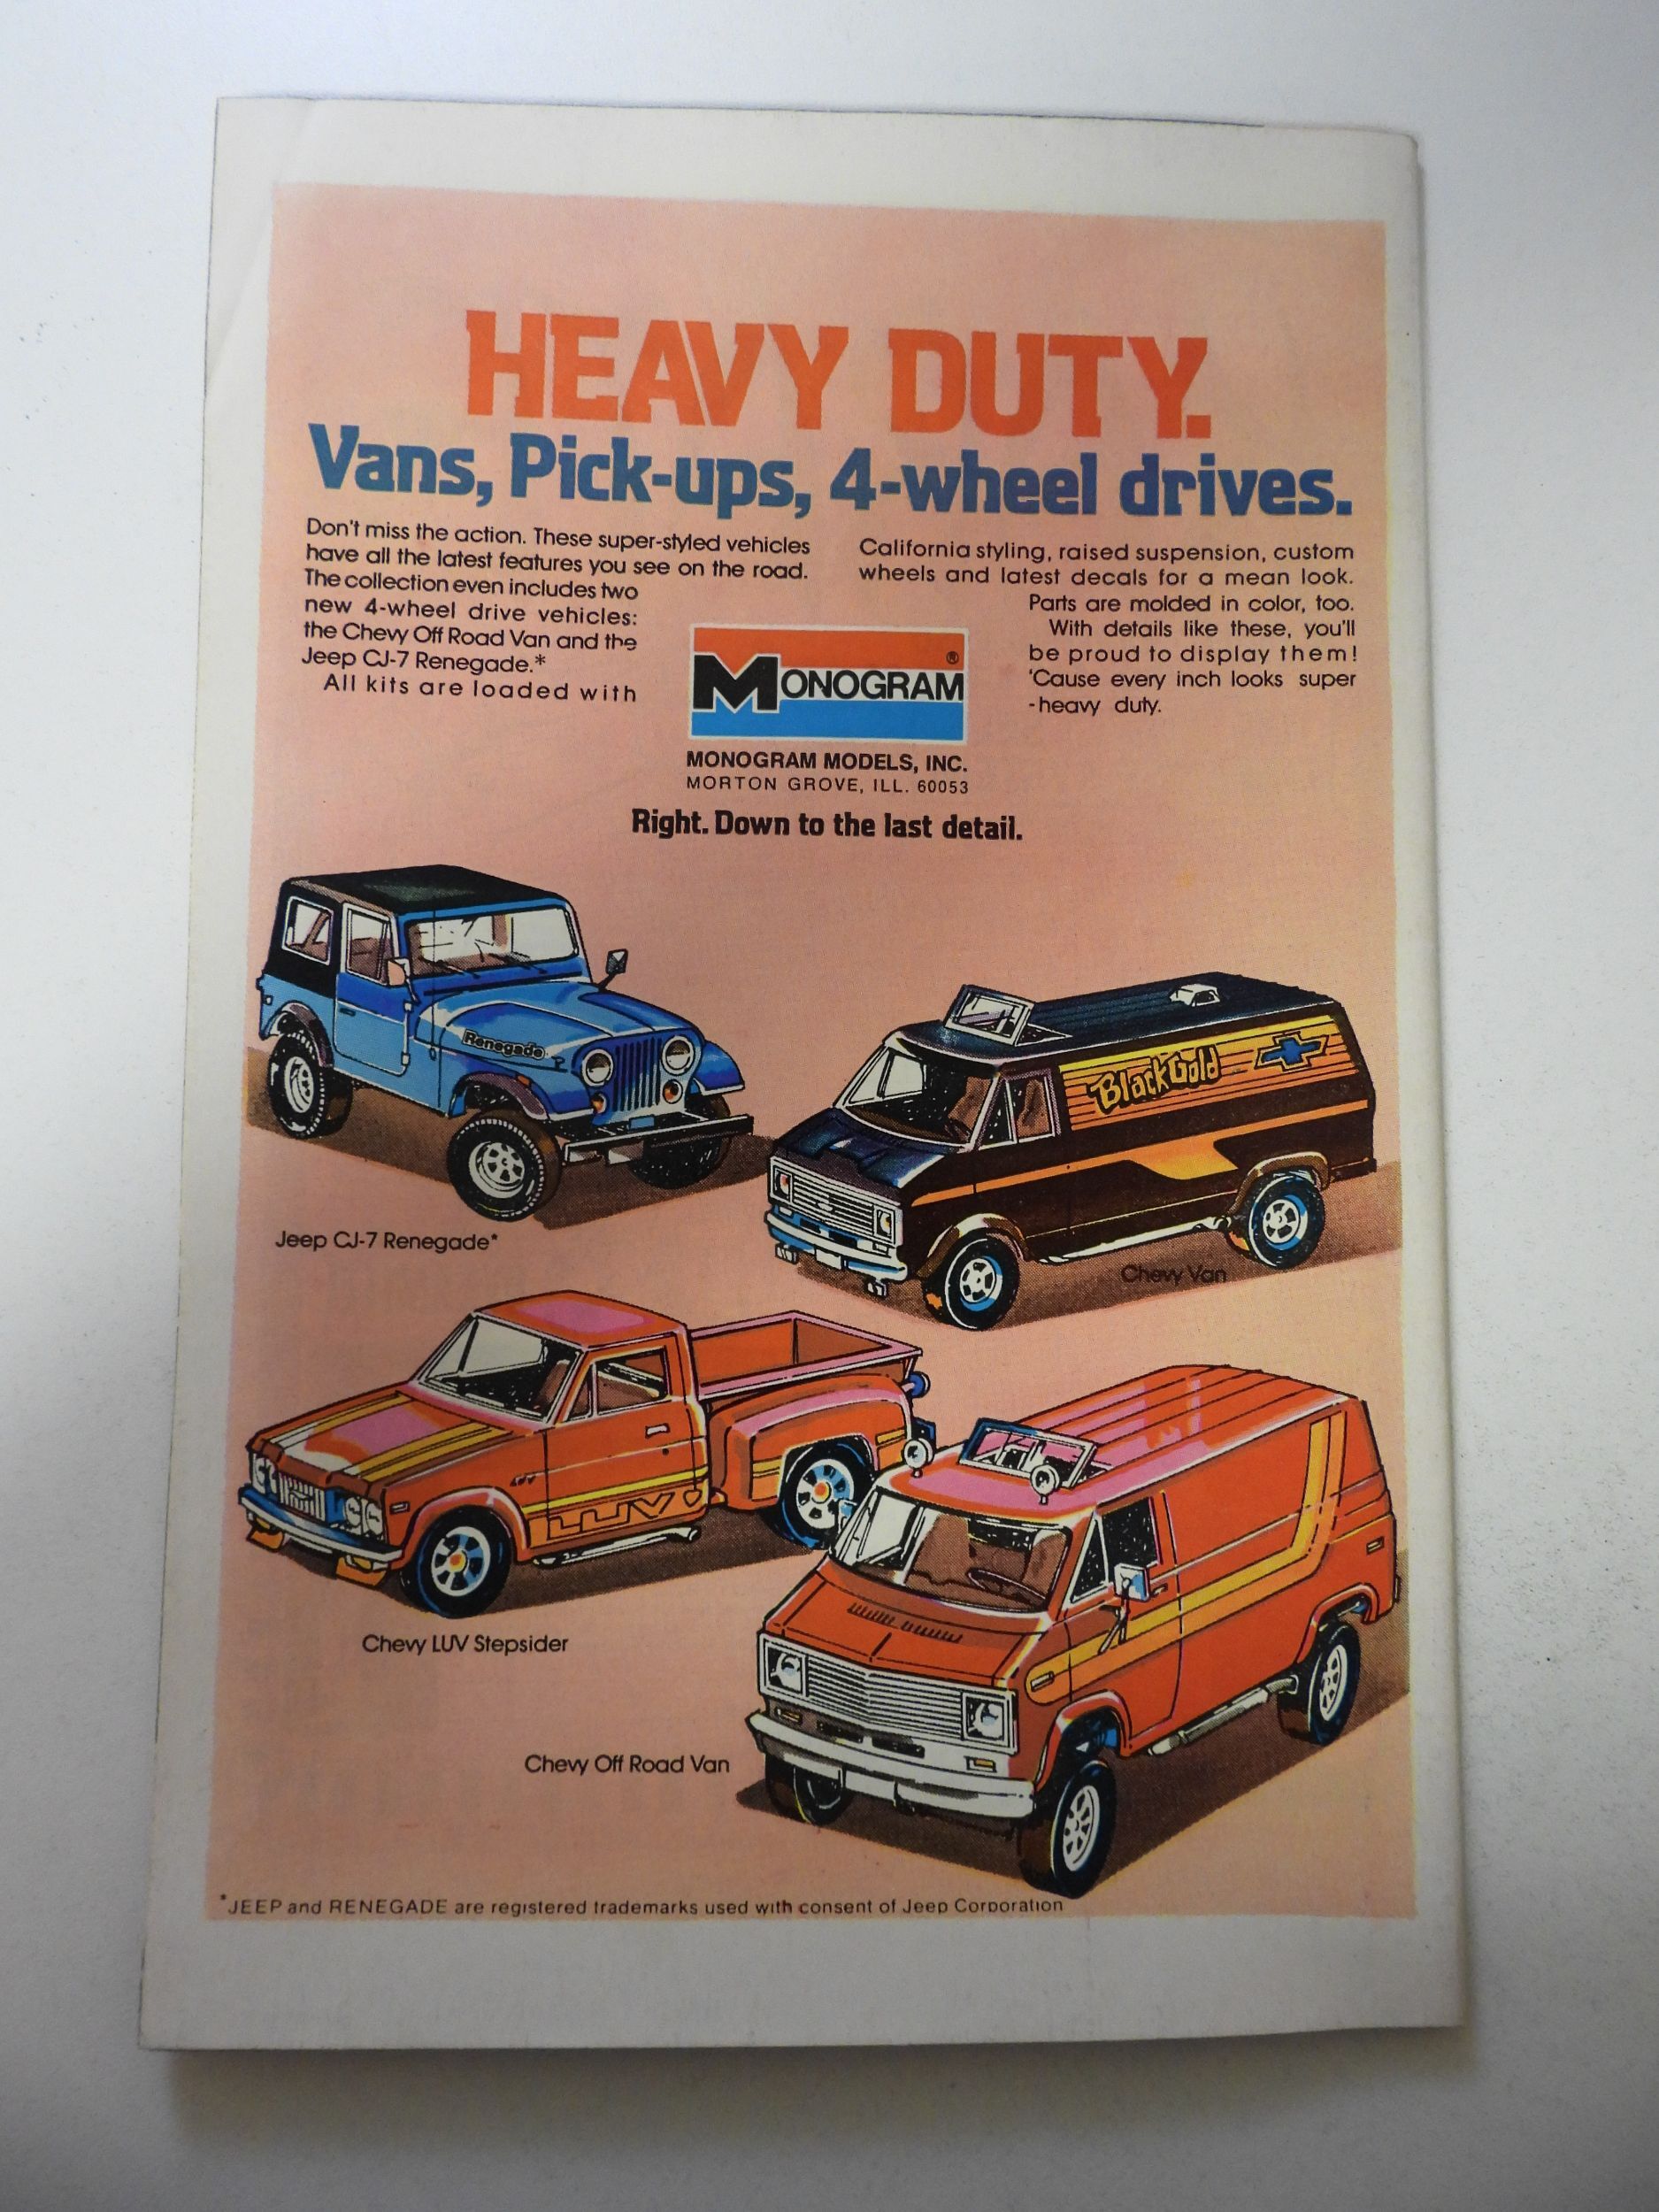 HEAVY DUTY.
Vans, Pick-ups, 4-wheel drives.
Don't miss the action. These super-styled vehicles
have all the latest features you see on the road.
The collection even includes two
new 4-wheel drive vehicles:
the Chevy Off Road Van and the
Jeep CJ-7 Renegade.*
All kits are loaded with
California styling, raised suspension, custom
wheels and latest decals for a mean look.
Parts are molded in color, too.
With details like these, you'll
be proud to display them!
'Cause every inch looks super
-heavy duty.
MONOGRAM ®
MONOGRAM MODELS, INC.
MORTON GROVE, ILL. 60053
Right. Down to the last detail.
Renegade
Jeep CJ-7 Renegade*
Black Gold
Chevy Van
LUV
LUV
Chevy LUV Stepsider
Chevy Off Road Van
*JEEP and RENEGADE are registered trademarks used with consent of Jeep Corporation